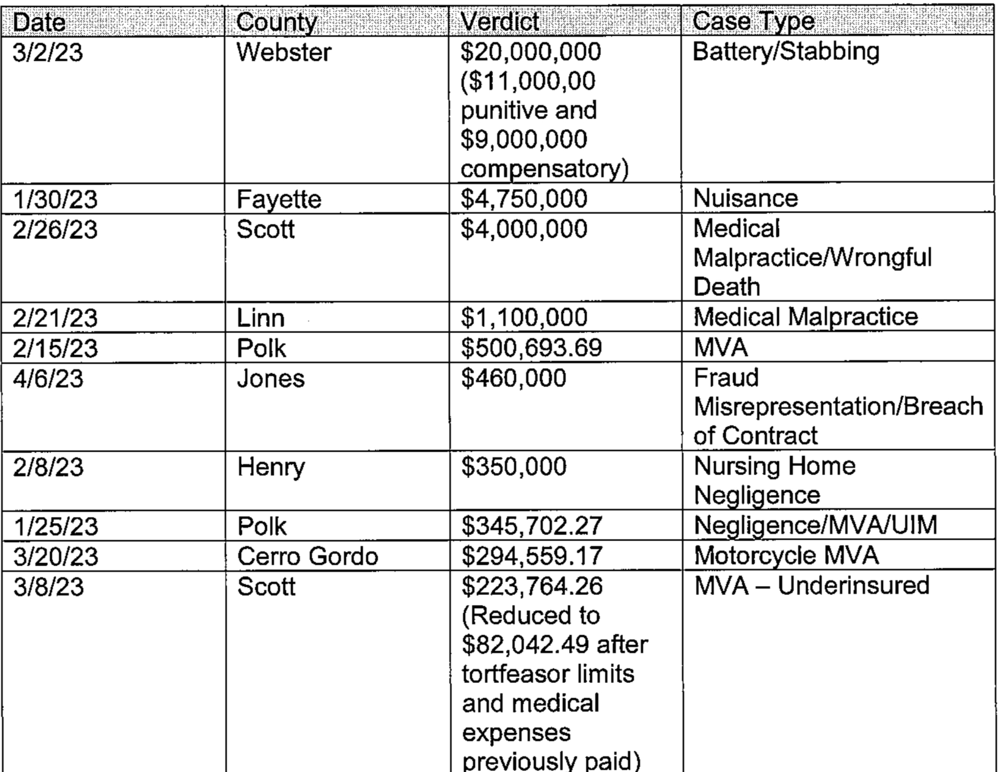 Date County Verdict Case Type
3/2/23 Webster $20,000,000 Battery/Stabbing
($11,000,00
punitive and
$9,000,000
compensatory)
1/30/23 Fayette $4,750,000 Nuisance
2/26/23 Scott $4,000,000 Medical
Malpractice/Wrongful
Death
2/21/23 Linn $1,100,000 Medical Malpractice
2/15/23 Polk $500,693.69 MVA
4/6/23 Jones $460,000 Fraud
Misrepresentation/Breach
of Contract
2/8/23 Henry $350,000 Nursing Home
Negligence
1/25/23 Polk $345,702.27 Negligence/MVA/UIM
3/20/23 Cerro Gordo $294,559.17 Motorcycle MVA
3/8/23 Scott $223,764.26 MVA – Underinsured
(Reduced to
$82,042.49 after
tortfeasor limits
and medical
expenses
previously paid)